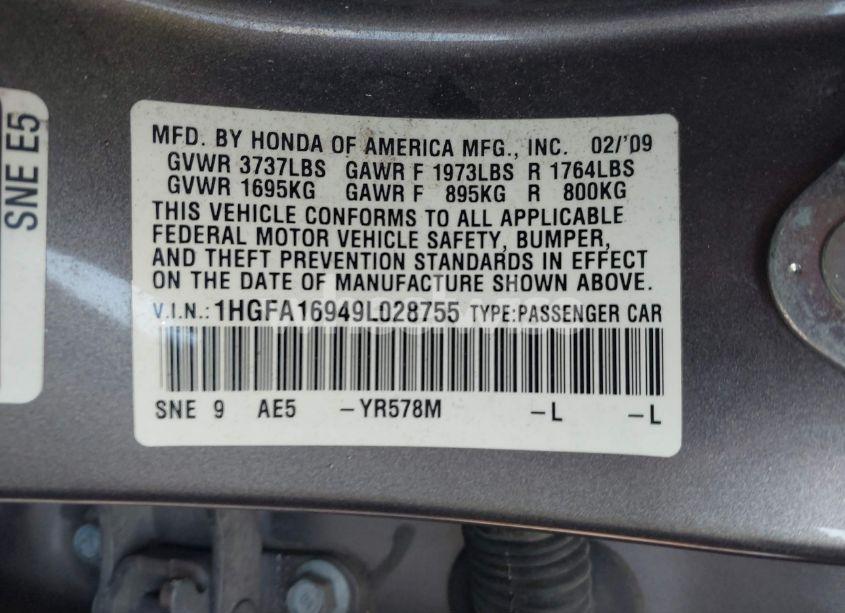 SNE E5
MFD. BY HONDA OF AMERICA MFG., INC. 02/'09
GVWR 3737LBS GAWR F 1973LBS R 1764LBS
GVWR 1695KG GAWR F 895KG R 800KG
THIS VEHICLE CONFORMS TO ALL APPLICABLE
FEDERAL MOTOR VEHICLE SAFETY, BUMPER,
AND THEFT PREVENTION STANDARDS IN EFFECT
ON THE DATE OF MANUFACTURE SHOWN ABOVE.
V.I.N.: 1HGFA16949L028755 TYPE:PASSENGER CAR
SNE 9 AE5 -YR578M -L -L